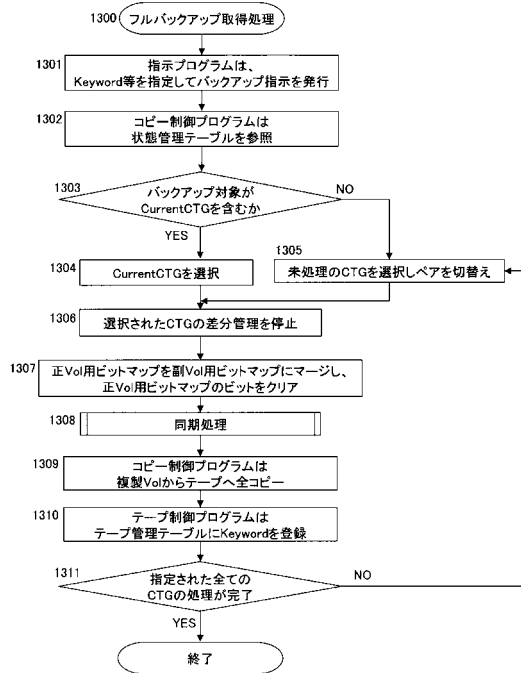 1300
フルバックアップ取得処理
1301
指示プログラムは、
Keyword等を指定してバックアップ指示を発行
1302
コピー制御プログラムは
状態管理テーブルを参照
1303
バックアップ対象が
CurrentCTGを含むか
NO
YES
1304
CurrentCTGを選択
1305
未処理のCTGを選択しペアを切替え
1306
選択されたCTGの差分管理を停止
1307
正Vol用ビットマップを副Vol用ビットマップにマージし、
正Vol用ビットマップのビットをクリア
1308
同期処理
1309
コピー制御プログラムは
複製Volからテープへ全コピー
1310
テープ制御プログラムは
テープ管理テーブルにKeywordを登録
1311
指定された全ての
CTGの処理が完了
NO
YES
終了